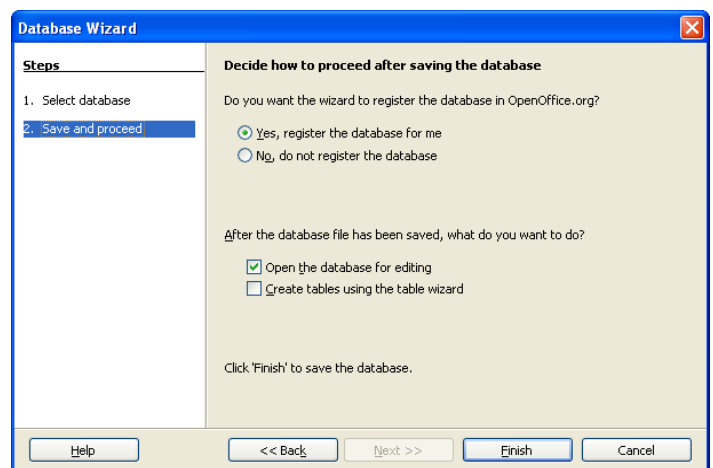 Database Wizard
Steps
1. Select database
2. Save and proceed
Decide how to proceed after saving the database
Do you want the wizard to register the database in OpenOffice.org?
Yes, register the database for me
No, do not register the database
After the database file has been saved, what do you want to do?
Open the database for editing
Create tables using the table wizard
Click 'Finish' to save the database.
Help
<< Back
Next >>
Finish
Cancel